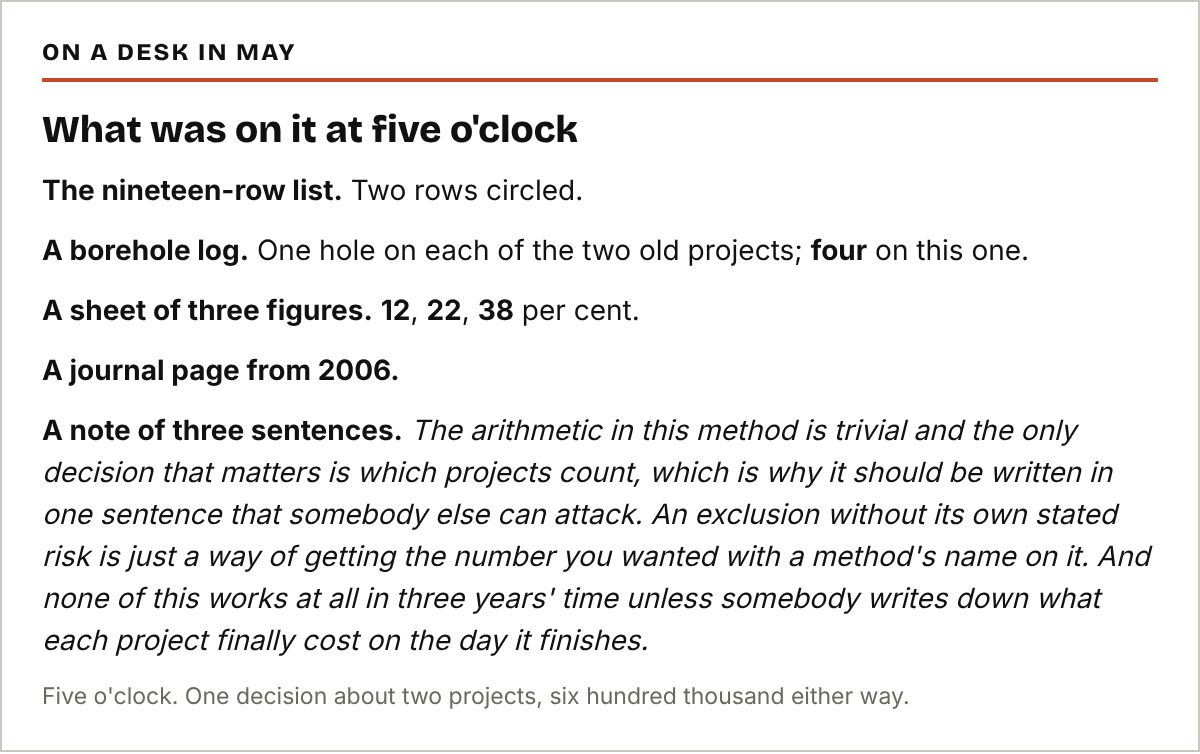 ON A DESK IN MAY
What was on it at five o'clock
The nineteen-row list. Two rows circled.
A borehole log. One hole on each of the two old projects; four on this one.
A sheet of three figures. 12, 22, 38 per cent.
A journal page from 2006.
A note of three sentences. The arithmetic in this method is trivial and the only
decision that matters is which projects count, which is why it should be written in
one sentence that somebody else can attack. An exclusion without its own stated
risk is just a way of getting the number you wanted with a method's name on it. And
none of this works at all in three years' time unless somebody writes down what
each project finally cost on the day it finishes.
Five o'clock. One decision about two projects, six hundred thousand either way.